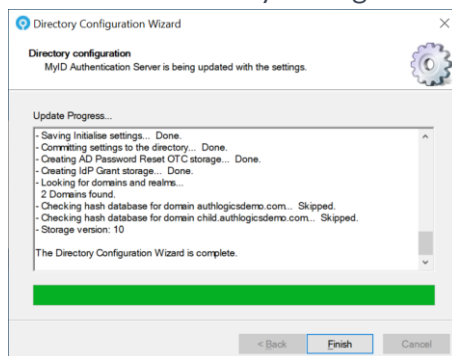 Directory Configuration Wizard
Directory configuration
MyID Authentication Server is being updated with the settings.
Update Progress...
- Saving Initialise settings... Done.
- Committing settings to the directory... Done.
- Creating AD Password Reset OTC storage... Done.
- Creating IdP Grant storage... Done.
- Looking for domains and realms...
2 Domains found.
- Checking hash database for domain authlogicsdemo.com... Skipped.
- Checking hash database for domain child.authlogicsdemo.com... Skipped.
- Storage version: 10
The Directory Configuration Wizard is complete.
< Back Finish Cancel